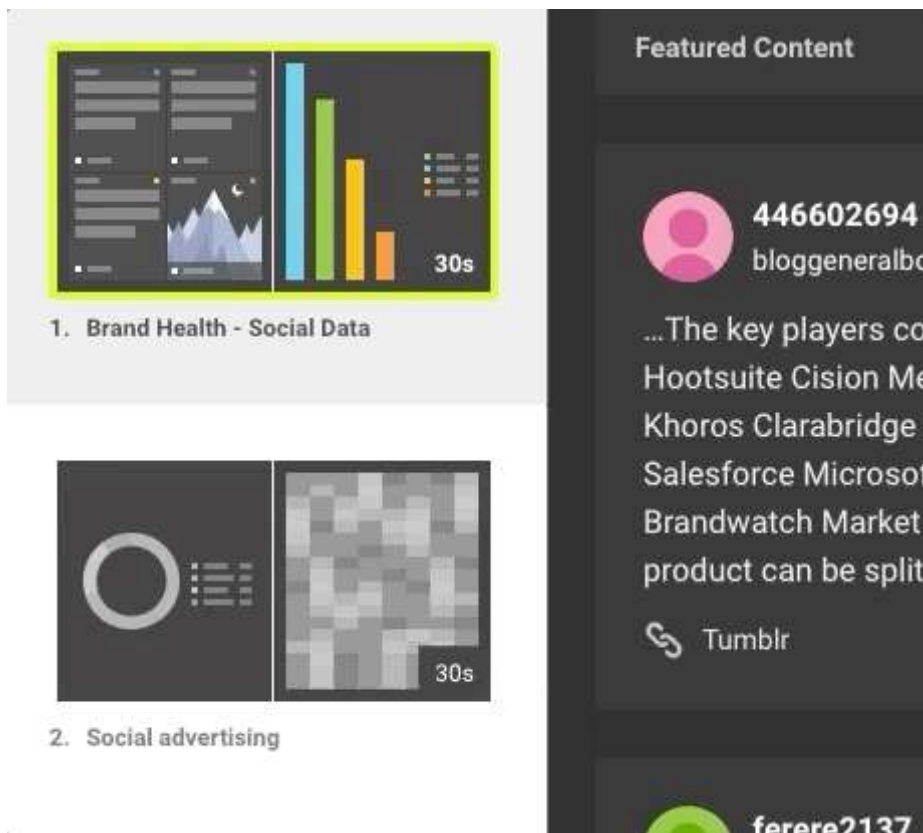 30s
1. Brand Health - Social Data
30s
2. Social advertising
Featured Content
446602694
bloggeneralbo
...The key players co
Hootsuite Cision Me
Khoros Clarabridge
Salesforce Microsof
Brandwatch Market
product can be split
Tumblr
ferere2137